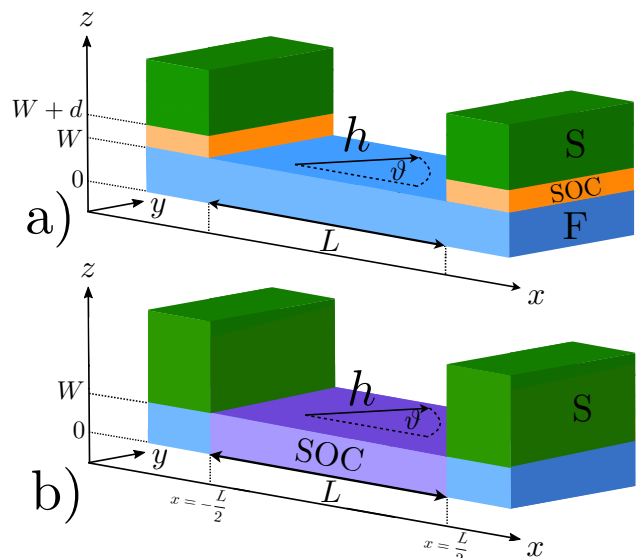 z
W + d
W
h
ϑ
S
SOC
F
0
a)
y
L
x
z
W
h
ϑ
S
0
SOC
y
L
b)
x = −L/2
x = L/2
x